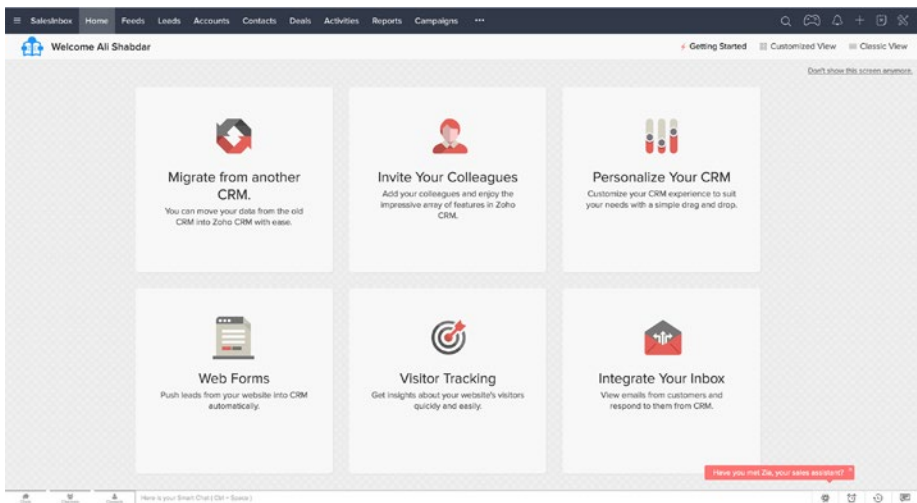 SalesInbox Home Feeds Leads Accounts Contacts Deals Activities Reports Campaigns •••
Welcome Ali Shabdar
Getting Started Customized View Classic View
Don't show this screen anymore.
Migrate from another
CRM.
You can move your data from the old
CRM into Zoho CRM with ease.
Invite Your Colleagues
Add your colleagues and enjoy the
impressive array of features in Zoho
CRM.
Personalize Your CRM
Customize your CRM experience to suit
your needs with a simple drag and drop.
Web Forms
Push leads from your website into CRM
automatically.
Visitor Tracking
Get insights about your website's visitors
quickly and easily.
Integrate Your Inbox
View emails from customers and
respond to them from CRM.
Have you met Zia, your sales assistant?
Here is your Smart Chat ( Ctrl + Space )